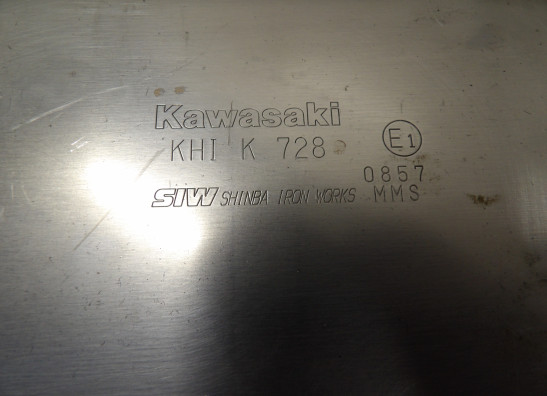 Kawasaki
KHI K 728
E1
0857
SIW SHINBA IRON WORKS MMS